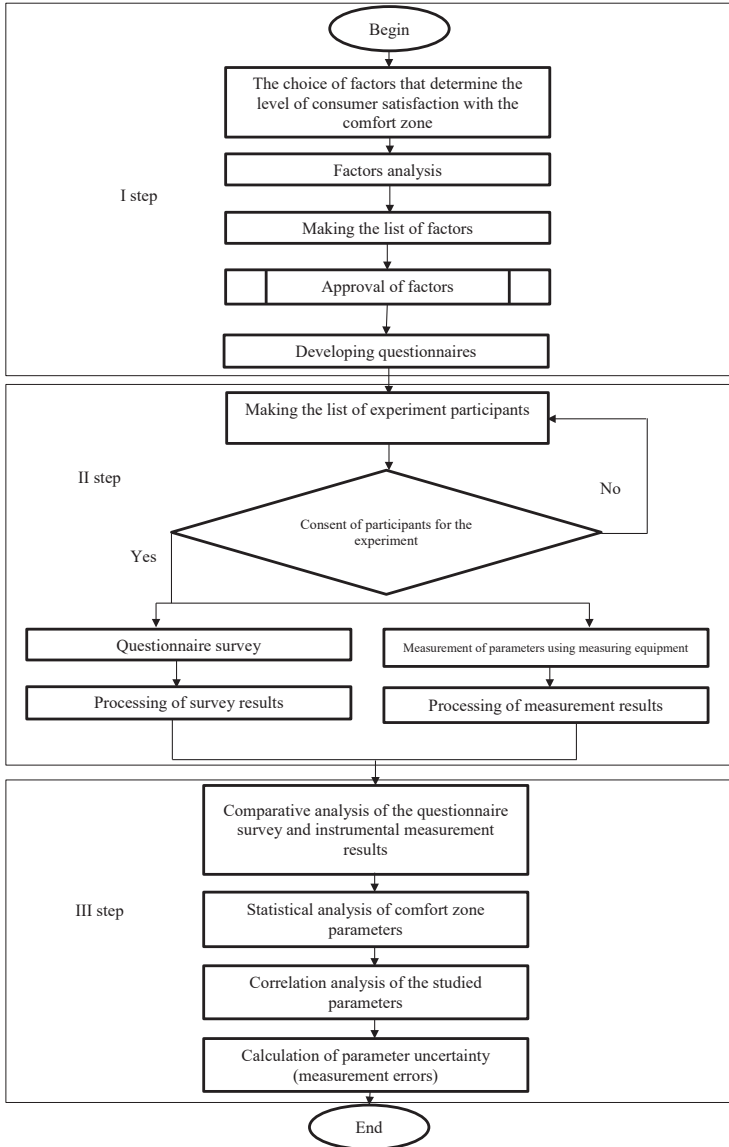 Begin
The choice of factors that determine the
level of consumer satisfaction with the
comfort zone
Factors analysis
I step
Making the list of factors
Approval of factors
Developing questionnaires
Making the list of experiment participants
II step
No
Consent of participants for the
experiment
Yes
Questionnaire survey
Measurement of parameters using measuring equipment
Processing of survey results
Processing of measurement results
Comparative analysis of the questionnaire
survey and instrumental measurement
results
III step
Statistical analysis of comfort zone
parameters
Correlation analysis of the studied
parameters
Calculation of parameter uncertainty
(measurement errors)
End